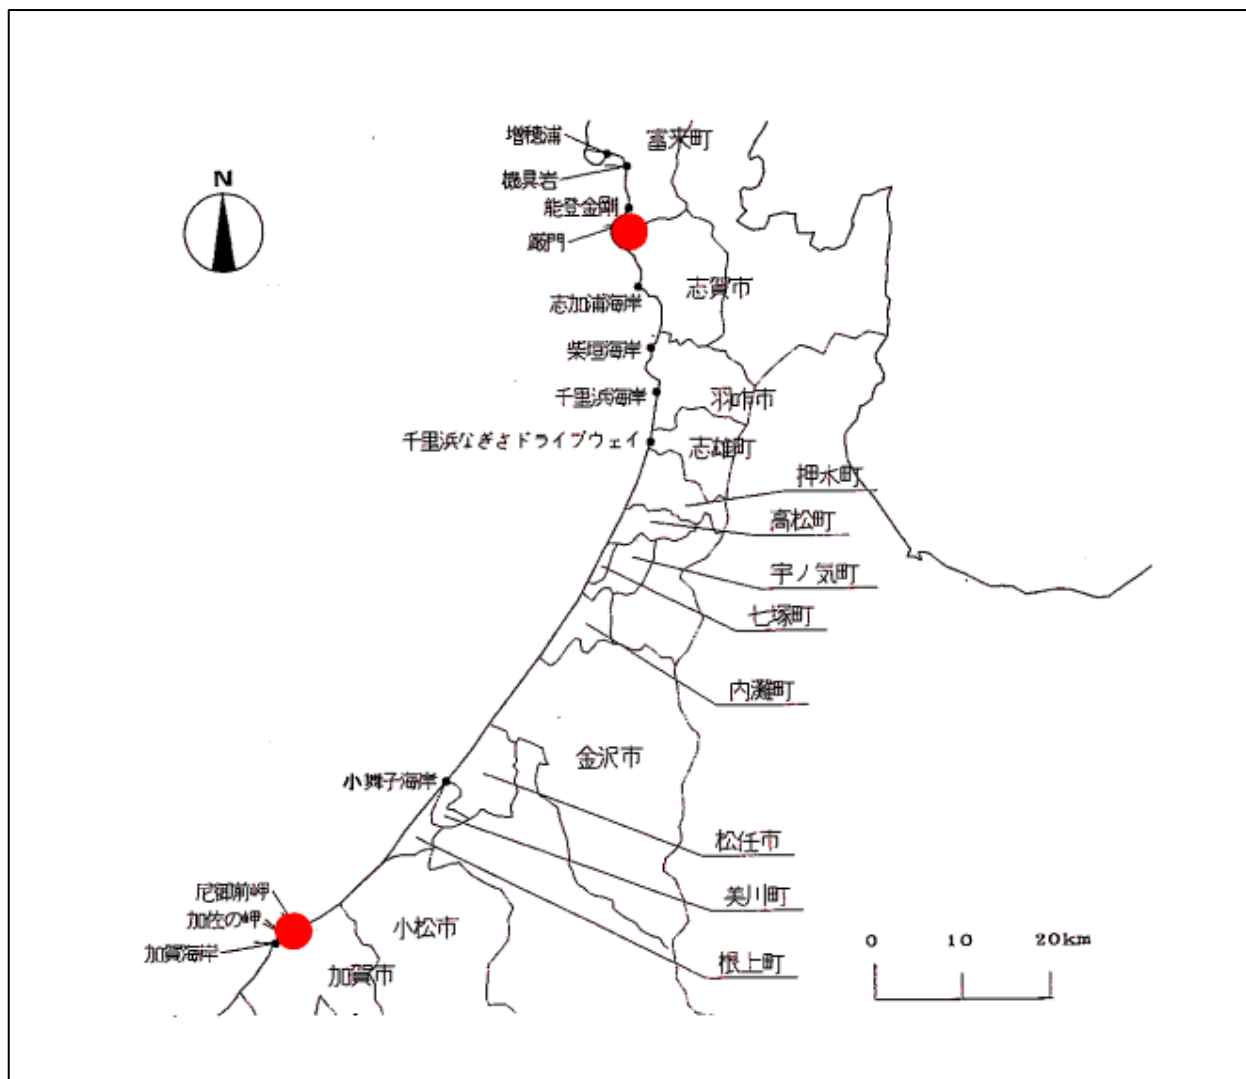 増穂浦
富来町
機具岩
N
能登金剛
巌門
志賀市
志加浦海岸
柴垣海岸
千里浜海岸
羽咋市
千里浜なぎさドライブウェイ
志雄町
押水町
高松町
宇ノ気町
七塚町
内灘町
金沢市
小舞子海岸
松任市
尼御前岬
美川町
加佐の岬
小松市
加賀海岸
根上町
加賀市
0 10 20km